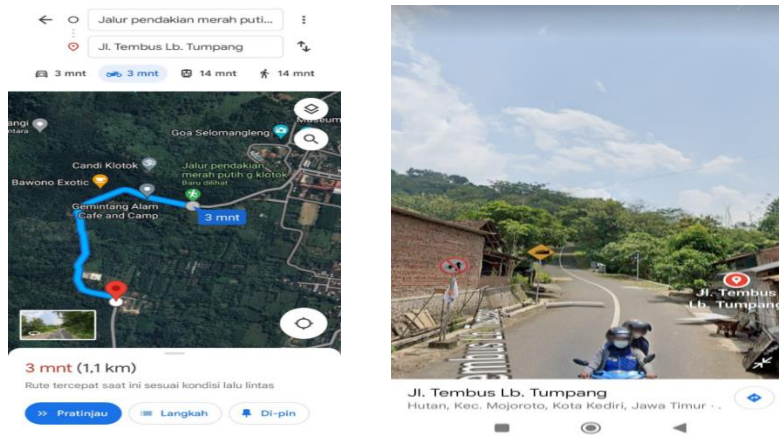 Jalur pendakian merah puti...
Jl. Tembus Lb. Tumpang
3 mnt
3 mnt
14 mnt
14 mnt
angi
ntara
Museum
Goa Selomangleng
Candi Klotok
Jalur pendakian
merah putih g.klotok
Baru dilihat
Bawono Exotic
Gemintang Alam
Cafe and Camp
3 mnt
3 mnt (1,1 km)
Rute tercepat saat ini sesuai kondisi lalu lintas
Pratinjau
Langkah
Di-pin
Jl. Tembus
Lb. Tumpang
Jl. Tembus Lb. Tumpang
Hutan, Kec. Mojoroto, Kota Kediri, Jawa Timur · .